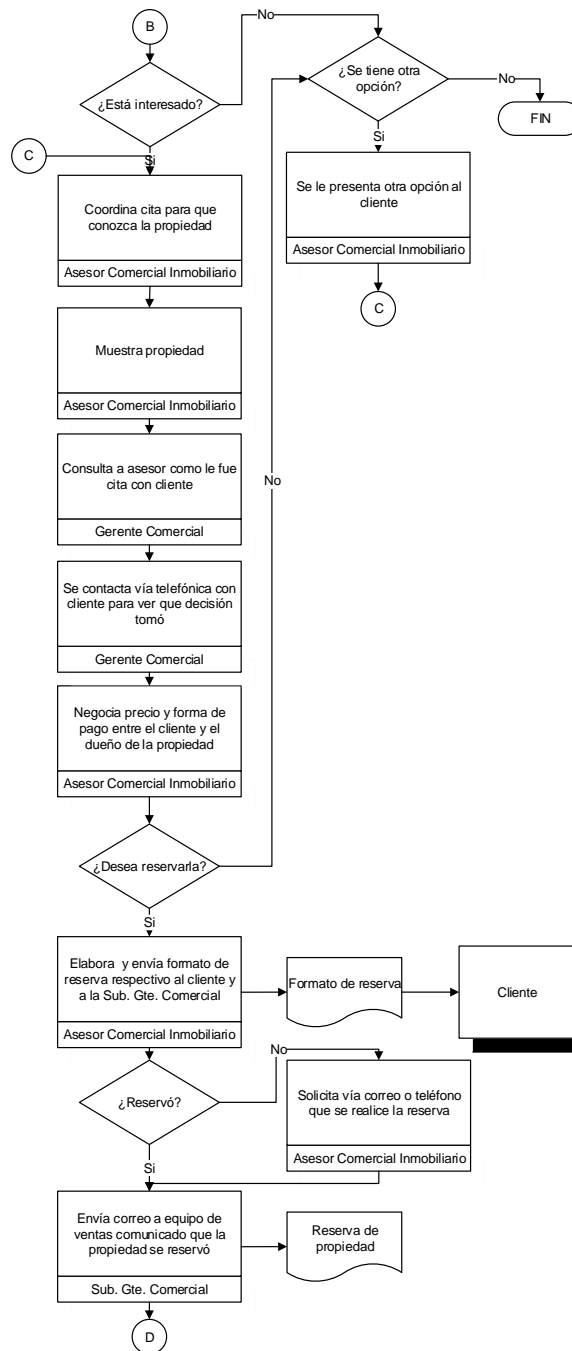 B
No
¿Está interesado?
¿Se tiene otra
opción?
No
FIN
C
Si
Si
Coordina cita para que
conozca la propiedad
Asesor Comercial Inmobiliario
Se le presenta otra opción al
cliente
Asesor Comercial Inmobiliario
C
Muestra propiedad
Asesor Comercial Inmobiliario
Consulta a asesor como le fue
cita con cliente
Gerente Comercial
No
Se contacta vía telefónica con
cliente para ver que decisión
tomó
Gerente Comercial
Negocia precio y forma de
pago entre el cliente y el
dueño de la propiedad
Asesor Comercial Inmobiliario
¿Desea reservarla?
Si
Elabora y envía formato de
reserva respectivo al cliente y
a la Sub. Gte. Comercial
Asesor Comercial Inmobiliario
Formato de reserva
Cliente
¿Reservó?
No
Solicita vía correo o teléfono
que se realice la reserva
Asesor Comercial Inmobiliario
Si
Envía correo a equipo de
ventas comunicado que la
propiedad se reservó
Sub. Gte. Comercial
Reserva de
propiedad
D